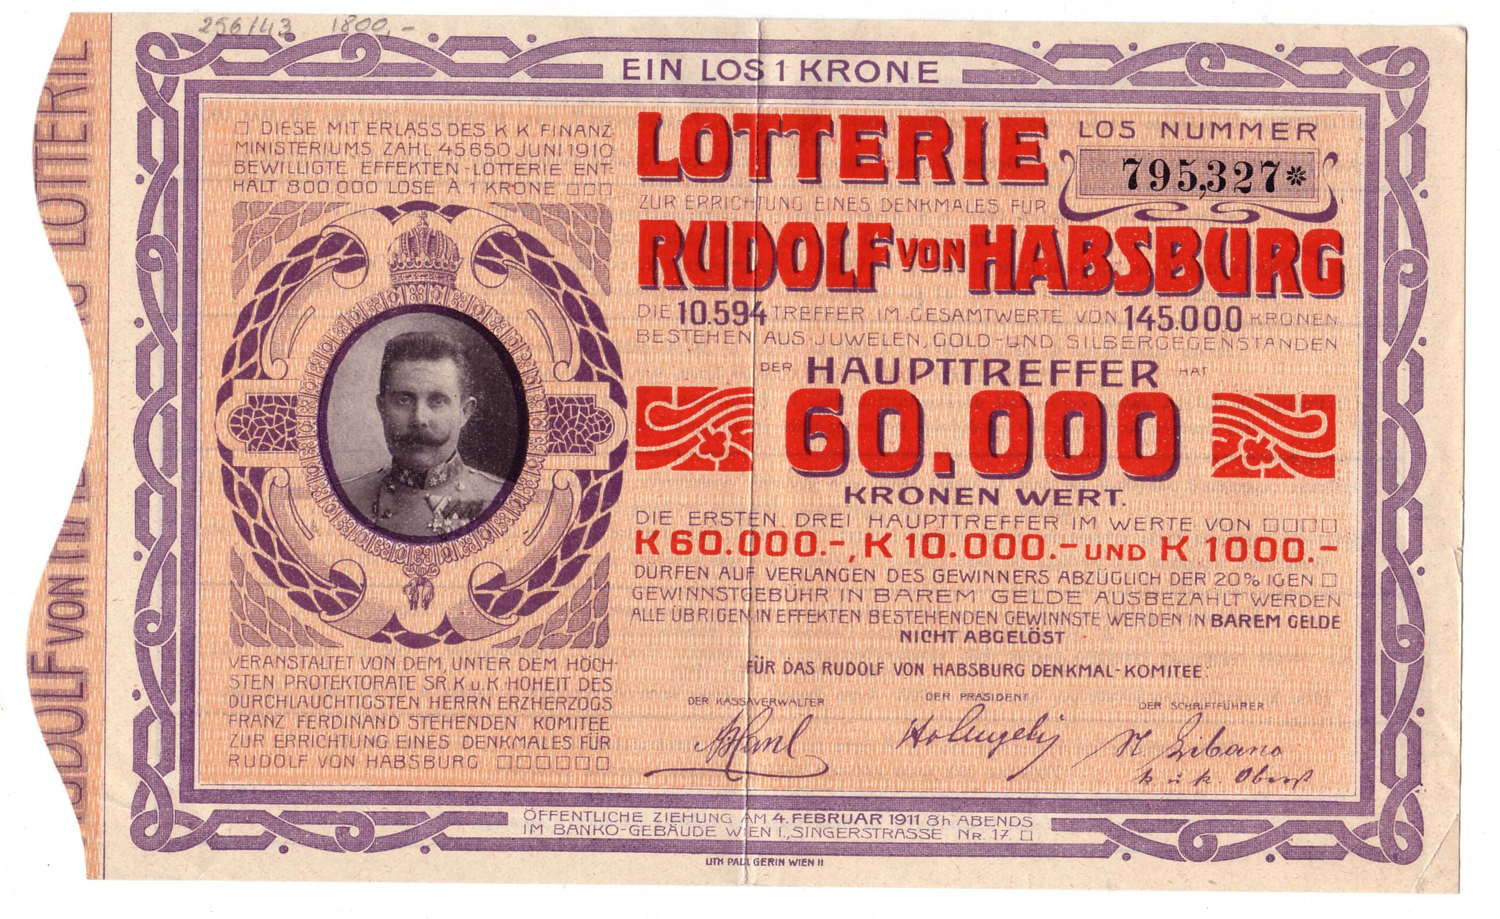 256/43 1800,-
EIN LOS 1 KRONE
DIESE MIT ERLASS DES K K FINANZ-
MINISTERIUMS ZAHL 45650 JUNI 1910
BEWILLIGTE EFFEKTEN-LOTTERIE ENT-
HÄLT 800 000 LOSE À 1 KRONE
LOTTERIE
LOS NUMMER
795,327*
ZUR ERRICHTUNG EINES DENKMALES FÜR
RUDOLF VON HABSBURG
DIE 10.594 TREFFER IM GESAMTWERTE VON 145.000 KRONEN
BESTEHEN AUS JUWELEN, GOLD- UND SILBERGEGENSTANDEN
DER HAUPTTREFFER HAT
60.000
KRONEN WERT.
DIE ERSTEN DREI HAUPTTREFFER IM WERTE VON
K 60.000.-, K 10.000.- UND K 1000.-
DÜRFEN AUF VERLANGEN DES GEWINNERS ABZÜGLICH DER 20% IGEN
GEWINNSTGEBÜHR IN BAREM GELDE AUSBEZAHLT WERDEN
ALLE ÜBRIGEN IN EFFEKTEN BESTEHENDEN GEWINNSTE WERDEN IN BAREM GELDE
NICHT ABGELÖST
FÜR DAS RUDOLF VON HABSBURG DENKMAL-KOMITEE:
DER KASSAVERWALTER
DER PRÄSIDENT
DER SCHRIFTFÜHRER
k. u. k. Oberst
VERANSTALTET VON DEM, UNTER DEM HÖCH-
STEN PROTEKTORATE SR. K. u. K. HOHEIT DES
DURCHLAUCHTIGSTEN HERRN ERZHERZOGS
FRANZ FERDINAND STEHENDEN KOMITEE
ZUR ERRICHTUNG EINES DENKMALES FÜR
RUDOLF VON HABSBURG
ÖFFENTLICHE ZIEHUNG AM 4. FEBRUAR 1911 8h ABENDS
IM BANKO-GEBÄUDE WIEN I., SINGERSTRASSE NR. 17.
LITH PAUL GERIN WIEN II
RUDOLF VON LOTTERIE